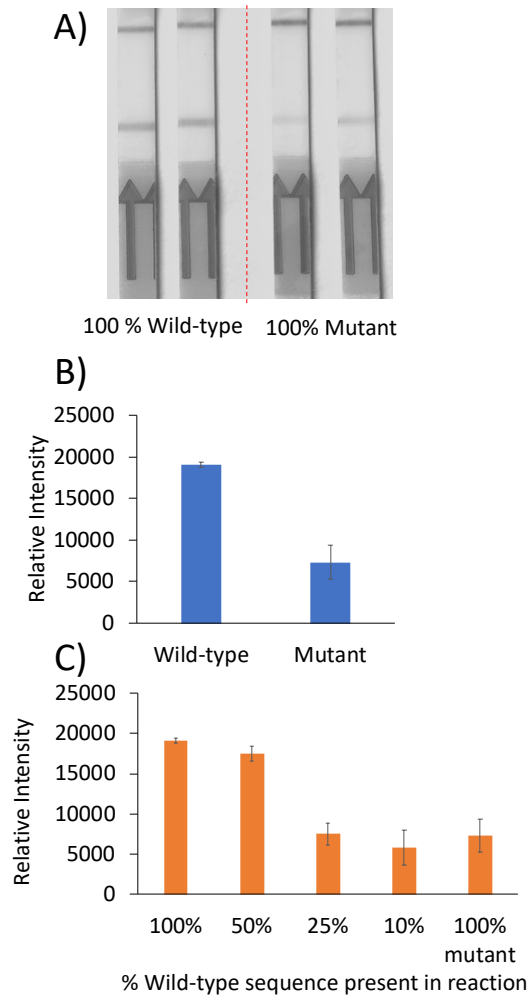 A)
100 % Wild-type 100% Mutant
B)
Relative Intensity
25000
20000
15000
10000
5000
0
Wild-type Mutant
C)
Relative Intensity
25000
20000
15000
10000
5000
0
100% 50% 25% 10% 100%
mutant
% Wild-type sequence present in reaction